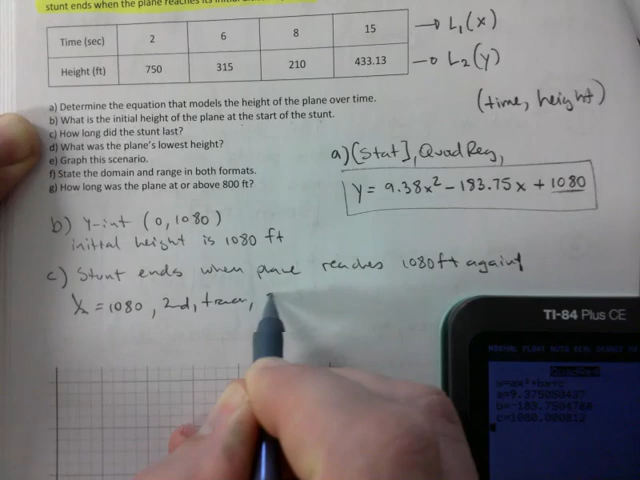 stunt ends when the plane reaches its initial
Time (sec) 2 6 8 15 → L₁(x)
Height (ft) 750 315 210 433.13 → L₂(y)
(time, height)
a) Determine the equation that models the height of the plane over time.
b) What is the initial height of the plane at the start of the stunt.
c) How long did the stunt last?
d) What was the plane's lowest height?
e) Graph this scenario.
f) State the domain and range in both formats.
g) How long was the plane at or above 800 ft?
a) [Stat], QuadReg,
y = 9.38x² - 183.75x + 1080
b) y-int (0, 1080)
initial height is 1080 ft
c) Stunt ends when plane reaches 1080 ft again!
= 1080, 2nd, trace,
TI-84 Plus CE
QuadReg
y=ax²+bx+c